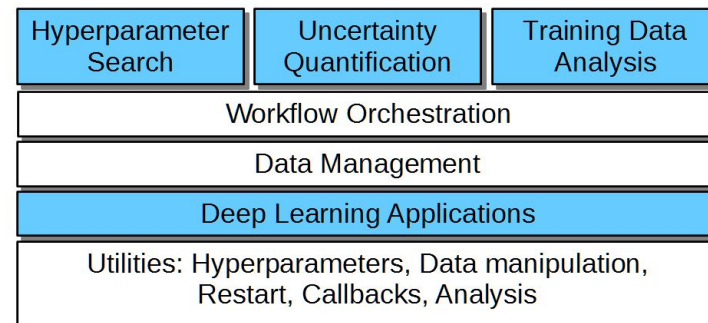 Hyperparameter
Search
Uncertainty
Quantification
Training Data
Analysis
Workflow Orchestration
Data Management
Deep Learning Applications
Utilities: Hyperparameters, Data manipulation,
Restart, Callbacks, Analysis